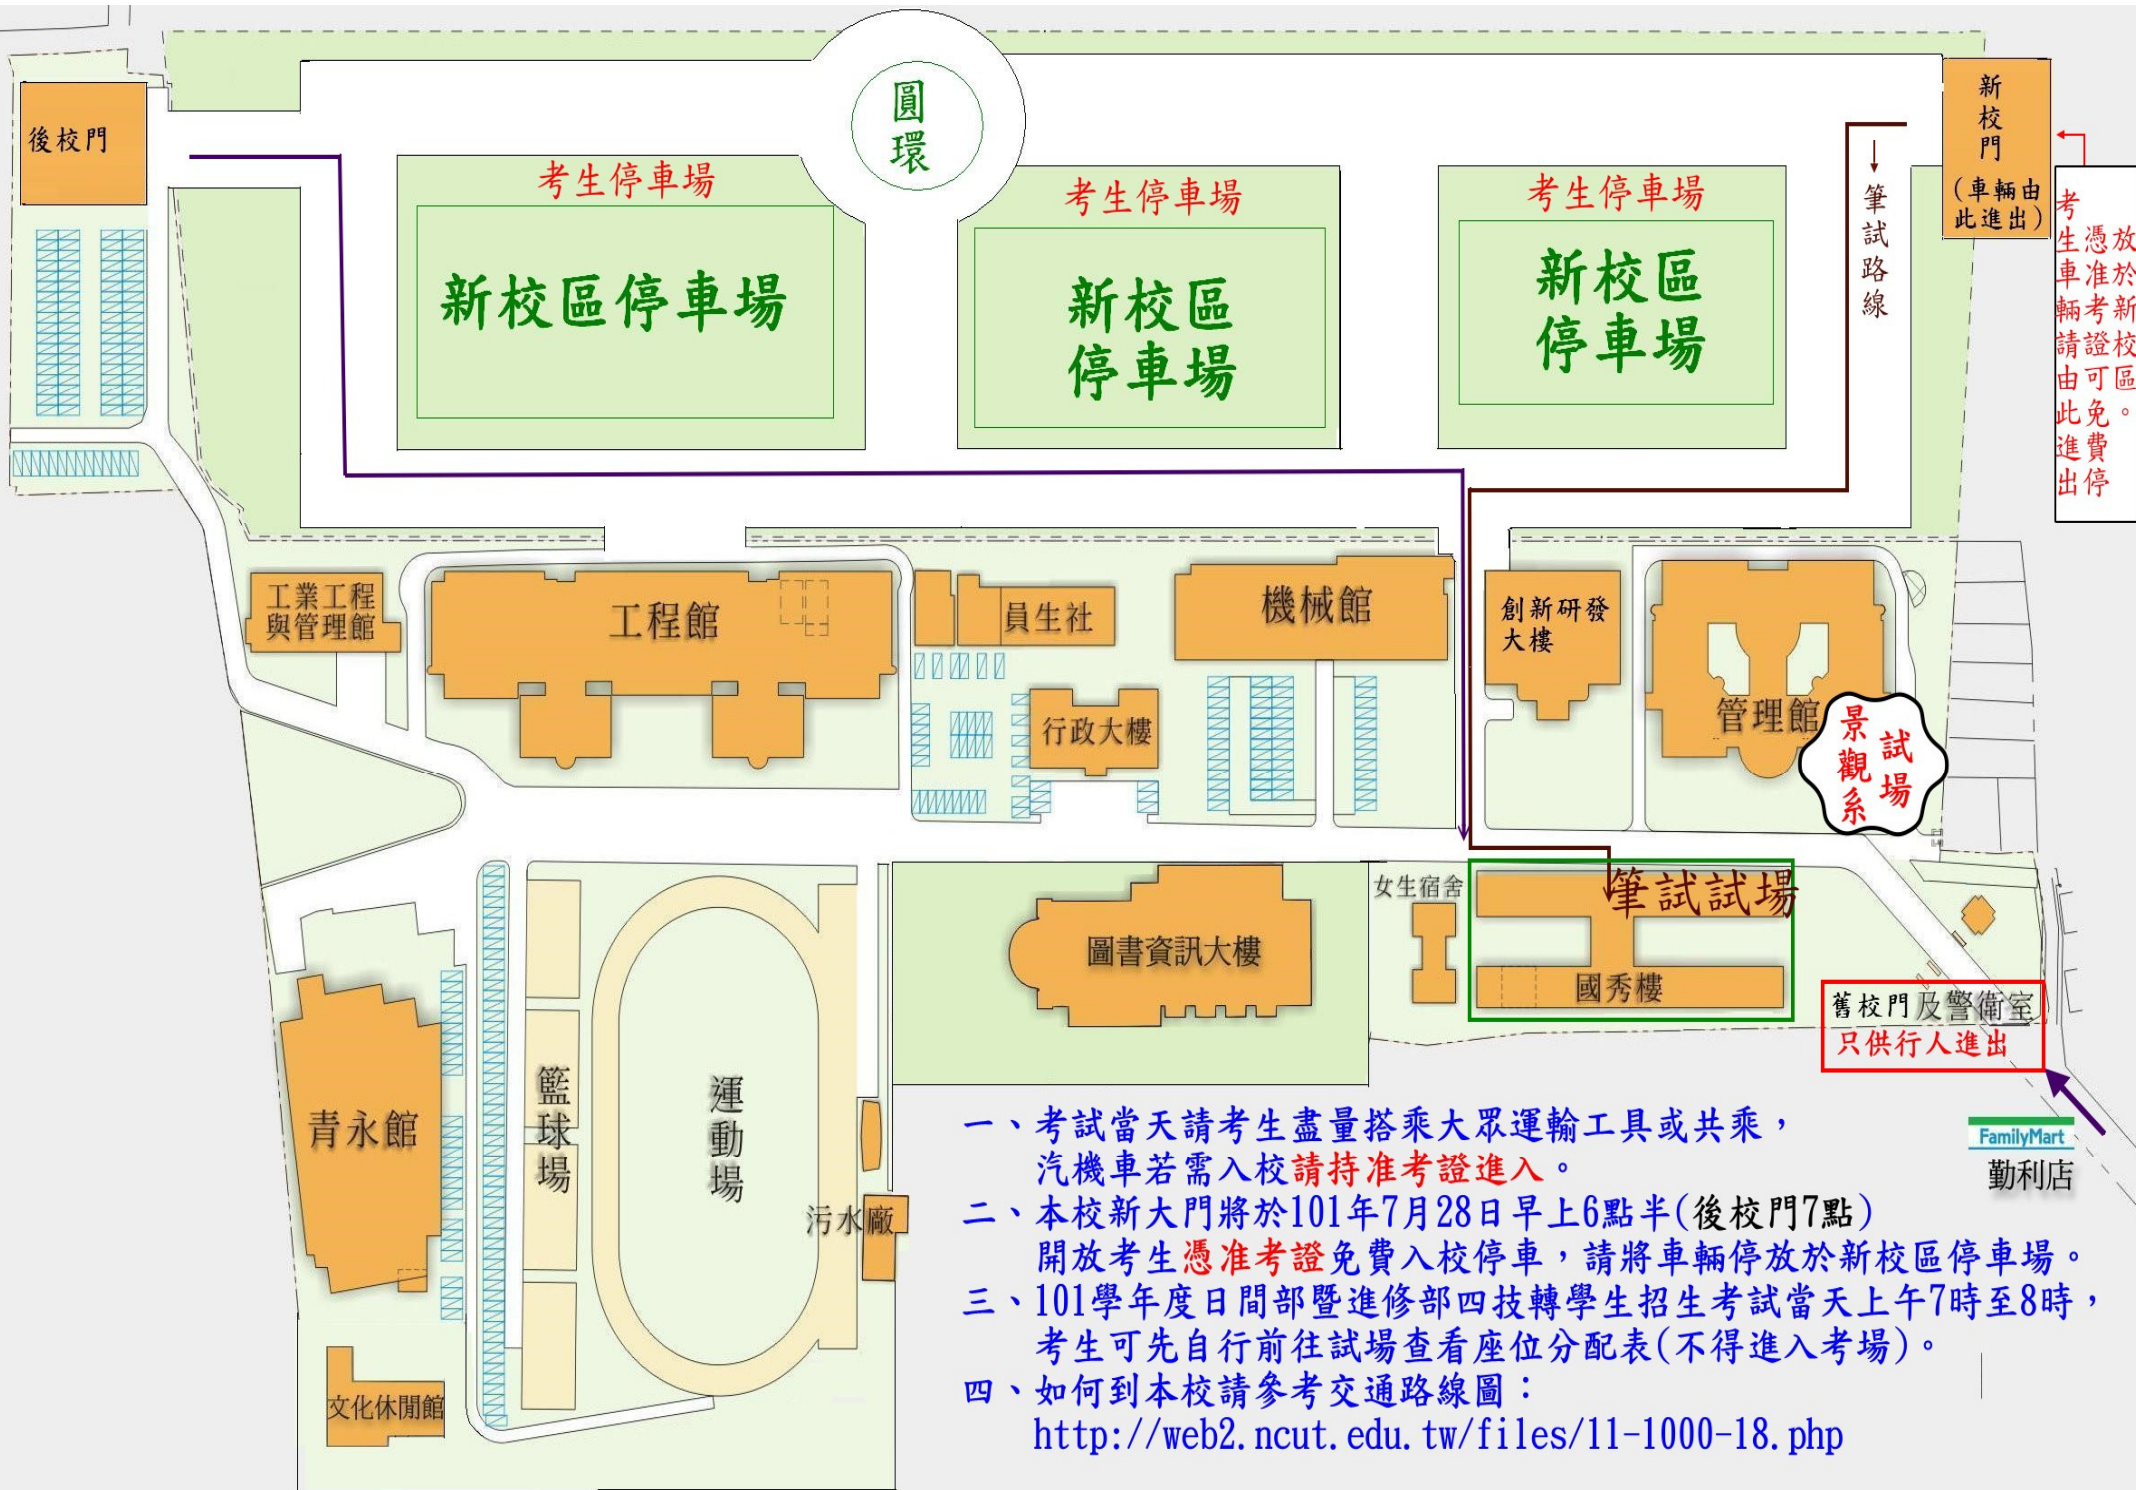 圓環
後校門
新校門
(車輛由
此進出)
考生車輛請由此進出
憑准考證可免費停
放於新校區。
考生停車場
考生停車場
考生停車場
新校區停車場
新校區
停車場
新校區
停車場
筆試路線
工業工程
與管理館
工程館
員生社
機械館
創新研發
大樓
行政大樓
管理館
試場
景觀系
女生宿舍
筆試試場
圖書資訊大樓
國秀樓
舊校門及警衛室
只供行人進出
青永館
籃球場
運動場
污水廠
文化休閒館
FamilyMart
勤利店
一、考試當天請考生盡量搭乘大眾運輸工具或共乘，
汽機車若需入校請持准考證進入。
二、本校新大門將於101年7月28日早上6點半(後校門7點)
開放考生憑准考證免費入校停車，請將車輛停放於新校區停車場。
三、101學年度日間部暨進修部四技轉學生招生考試當天上午7時至8時，
考生可先自行前往試場查看座位分配表(不得進入考場)。
四、如何到本校請參考交通路線圖：
http://web2.ncut.edu.tw/files/11-1000-18.php